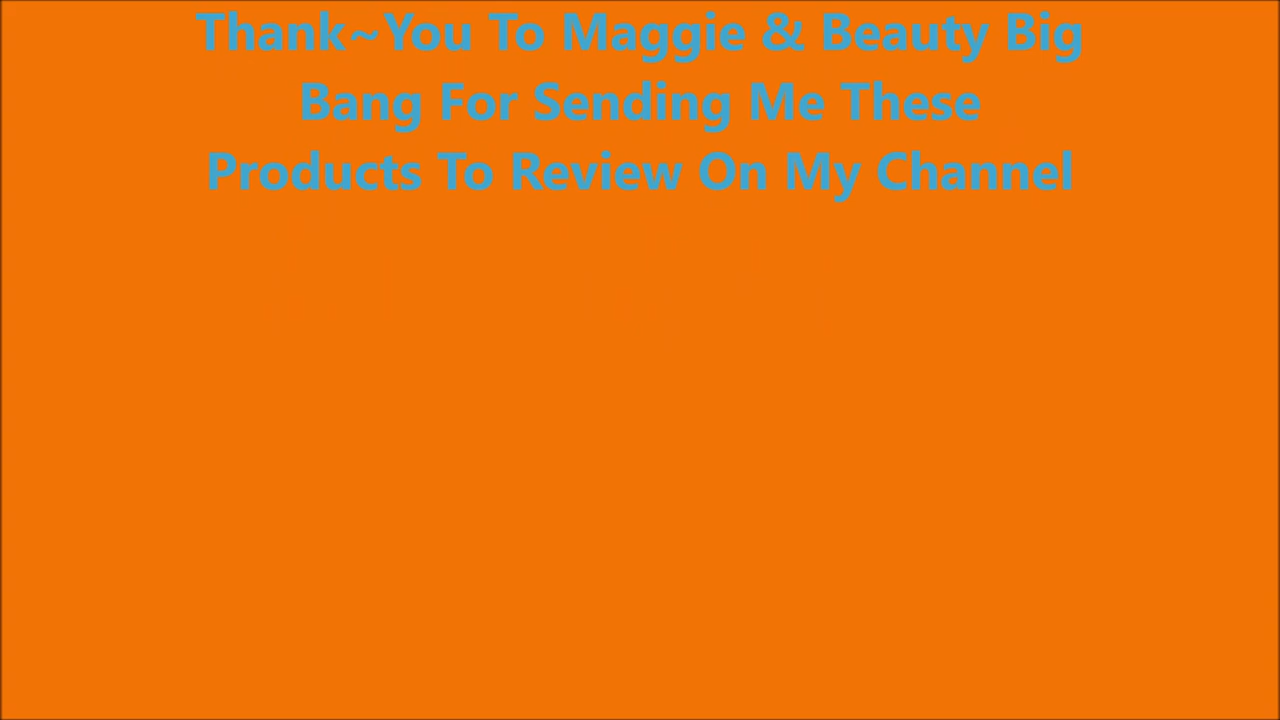 Thank~You To Maggie & Beauty Big
Bang For Sending Me These
Products To Review On My Channel